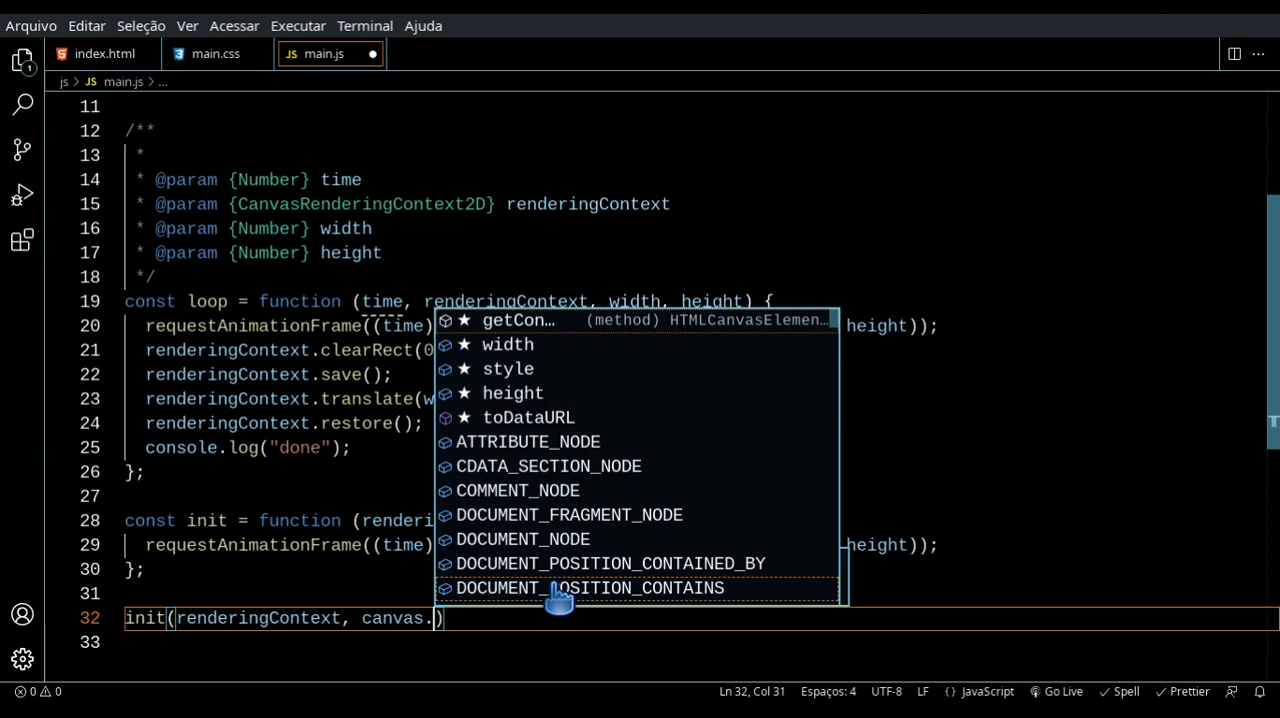 Arquivo Editar Seleção Ver Acessar Executar Terminal Ajuda
1
index.html
main.css
JS main.js
js > JS main.js > ...
11
12 /**
13 *
14 * @param {Number} time
15 * @param {CanvasRenderingContext2D} renderingContext
16 * @param {Number} width
17 * @param {Number} height
18 */
19 const loop = function (time, renderingContext, width, height) {
20 requestAnimationFrame((time) height));
21 renderingContext.clearRect(0
22 renderingContext.save();
23 renderingContext.translate(w
24 renderingContext.restore();
25 console.log("done");
26 };
27
28 const init = function (renderi
29 requestAnimationFrame((time) height));
30 };
31
32 init(renderingContext, canvas.)
33
★ getCon… (method) HTMLCanvasElemen…
★ width
★ style
★ height
★ toDataURL
ATTRIBUTE_NODE
CDATA_SECTION_NODE
COMMENT_NODE
DOCUMENT_FRAGMENT_NODE
DOCUMENT_NODE
DOCUMENT_POSITION_CONTAINED_BY
DOCUMENT_POSITION_CONTAINS
0 0 Ln 32, Col 31 Espaços: 4 UTF-8 LF {} JavaScript Go Live Spell Prettier